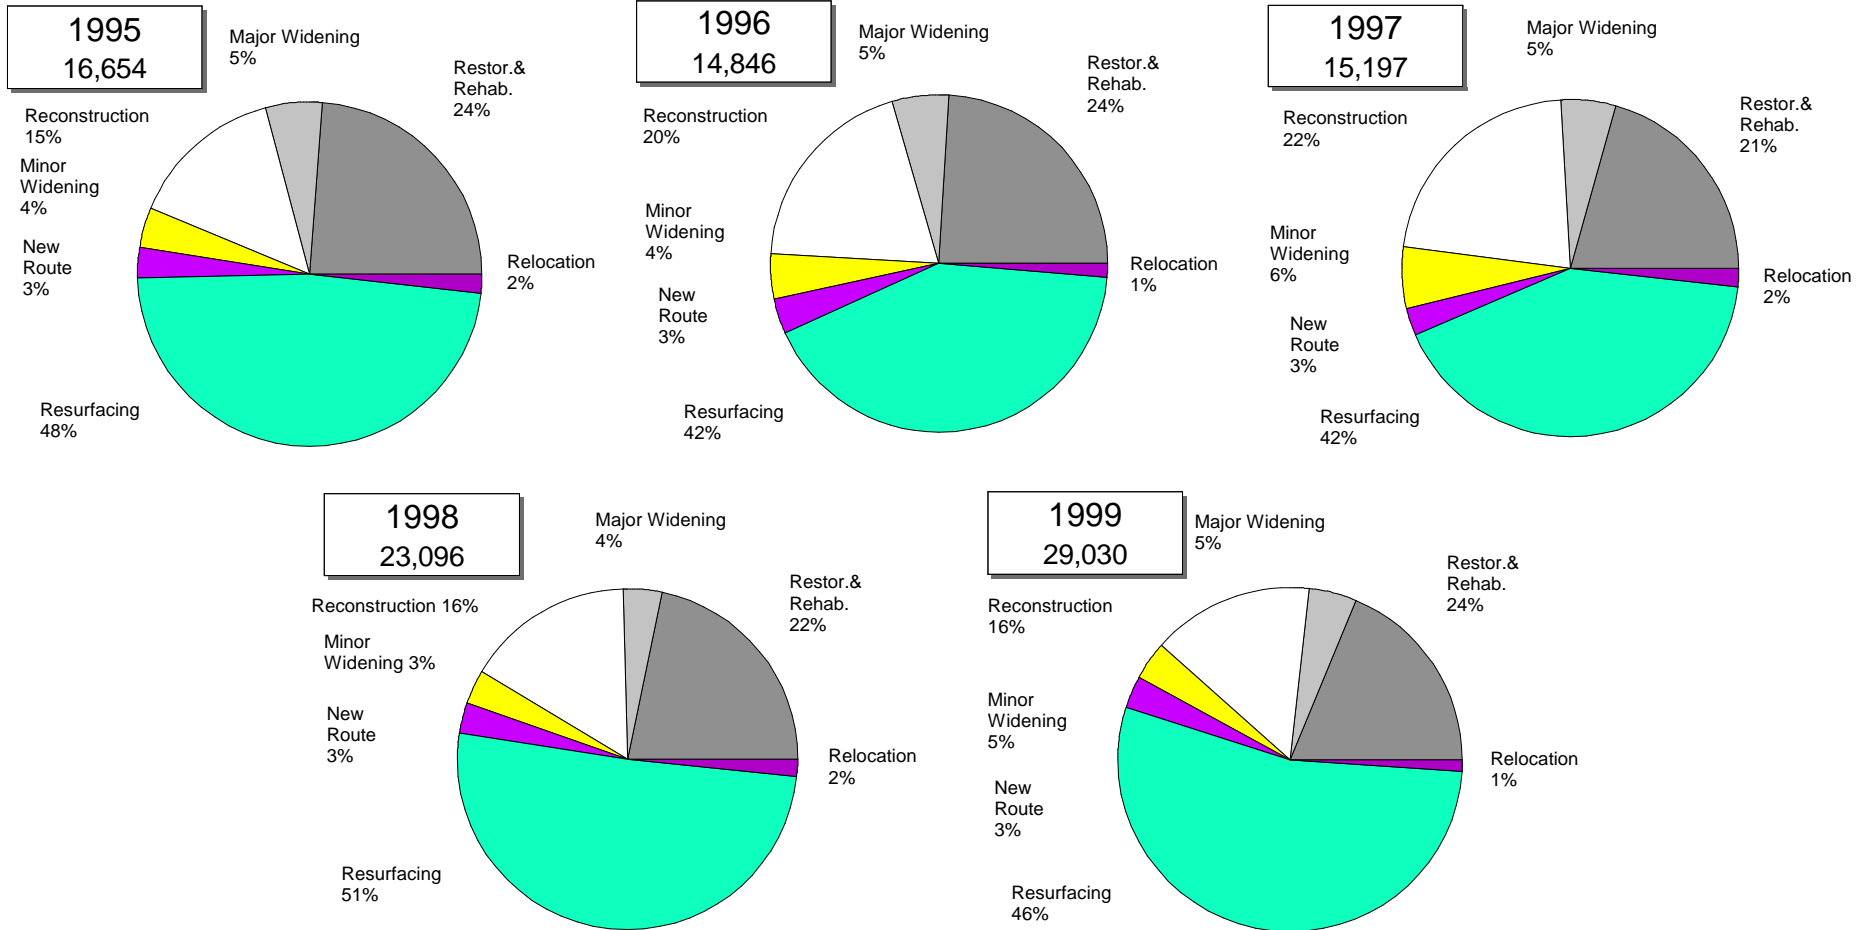 1995
16,654
Major Widening
5%
Restor.&
Rehab.
24%
Reconstruction
15%
Minor
Widening
4%
New
Route
3%
Relocation
2%
Resurfacing
48%
1996
14,846
Major Widening
5%
Restor.&
Rehab.
24%
Reconstruction
20%
Minor
Widening
4%
New
Route
3%
Relocation
1%
Resurfacing
42%
1997
15,197
Major Widening
5%
Restor.&
Rehab.
21%
Reconstruction
22%
Minor
Widening
6%
New
Route
3%
Relocation
2%
Resurfacing
42%
1998
23,096
Major Widening
4%
Restor.&
Rehab.
22%
Reconstruction 16%
Minor
Widening 3%
New
Route
3%
Relocation
2%
Resurfacing
51%
1999
29,030
Major Widening
5%
Restor.&
Rehab.
24%
Reconstruction
16%
Minor
Widening
5%
New
Route
3%
Relocation
1%
Resurfacing
46%